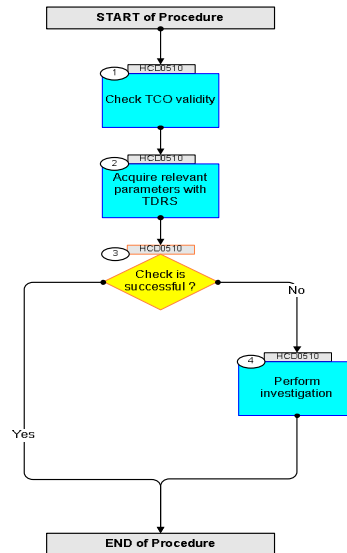 START of Procedure
HCL0510
1
Check TCO validity
HCL0510
2
Acquire relevant
parameters with
TDRS
HCL0510
3
Check is
successful ?
No
HCL0510
4
Perform
investigation
Yes
END of Procedure